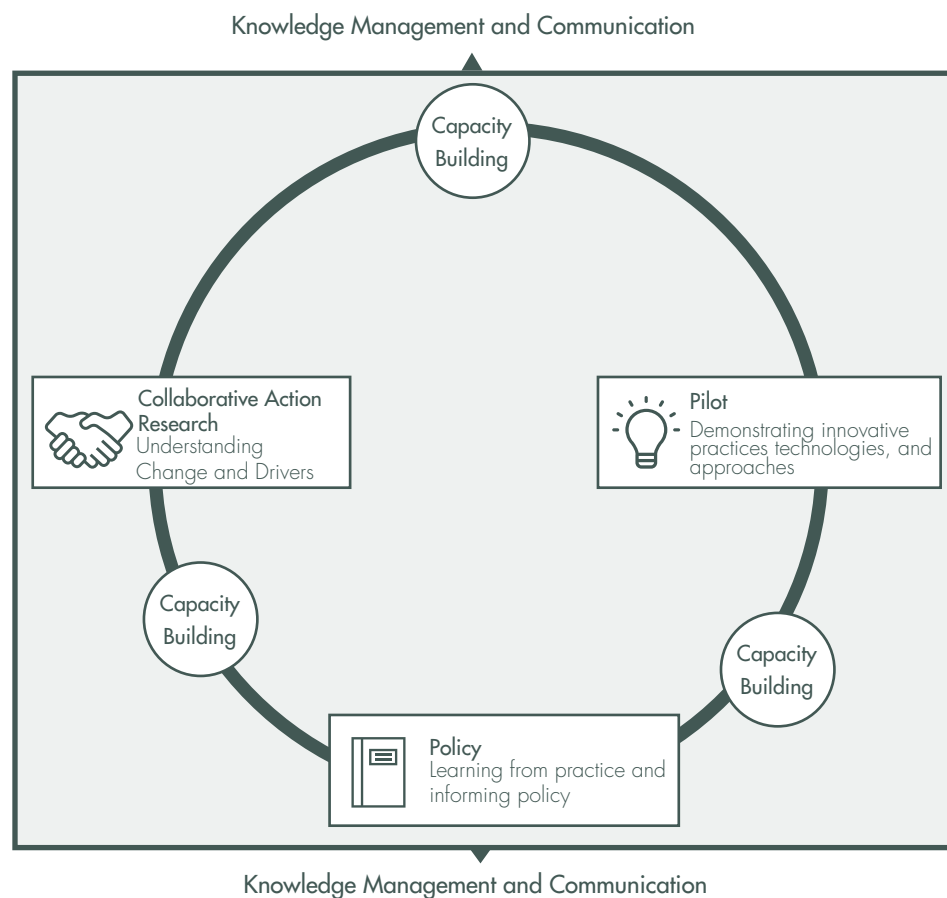 Knowledge Management and Communication
Capacity
Building
Collaborative Action
Research
Understanding
Change and Drivers
Pilot
Demonstrating innovative
practices technologies, and
approaches
Capacity
Building
Capacity
Building
Policy
Learning from practice and
informing policy
Knowledge Management and Communication